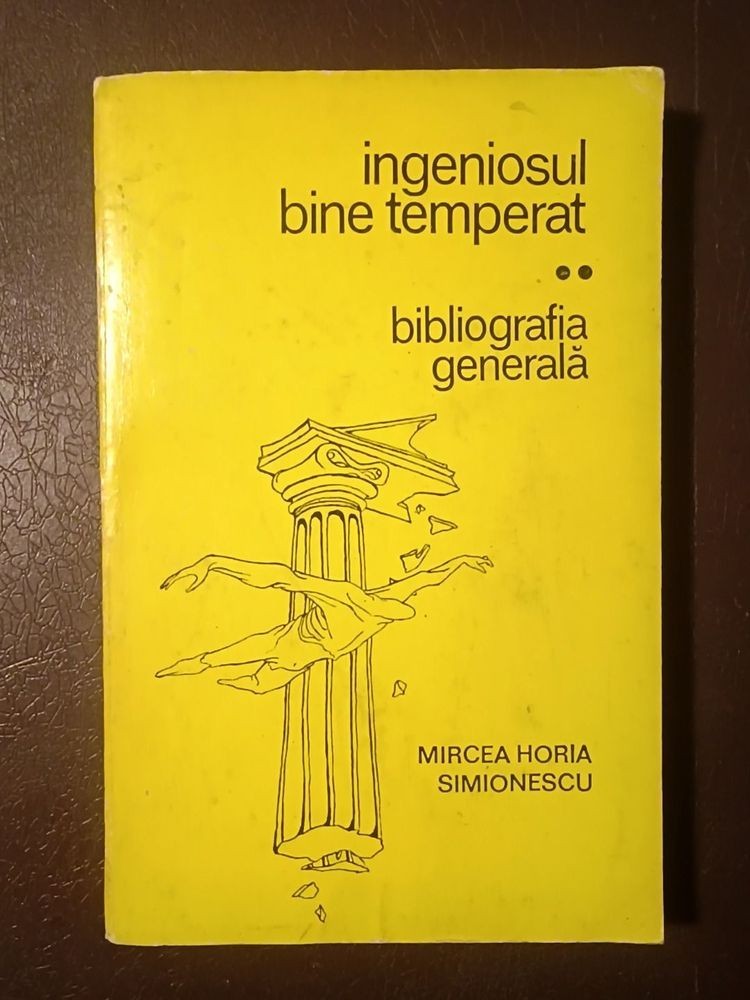 ingeniosul
bine temperat
●●
bibliografia
generală
MIRCEA HORIA
SIMIONESCU